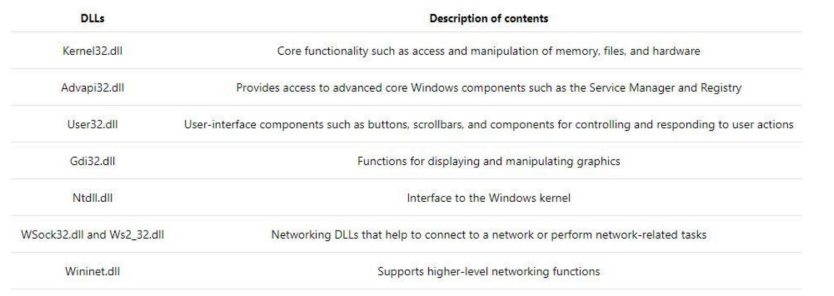 DLLs Description of contents
Kernel32.dll Core functionality such as access and manipulation of memory, files, and hardware
Advapi32.dll Provides access to advanced core Windows components such as the Service Manager and Registry
User32.dll User-interface components such as buttons, scrollbars, and components for controlling and responding to user actions
Gdi32.dll Functions for displaying and manipulating graphics
Ntdll.dll Interface to the Windows kernel
WSock32.dll and Ws2_32.dll Networking DLLs that help to connect to a network or perform network-related tasks
Wininet.dll Supports higher-level networking functions